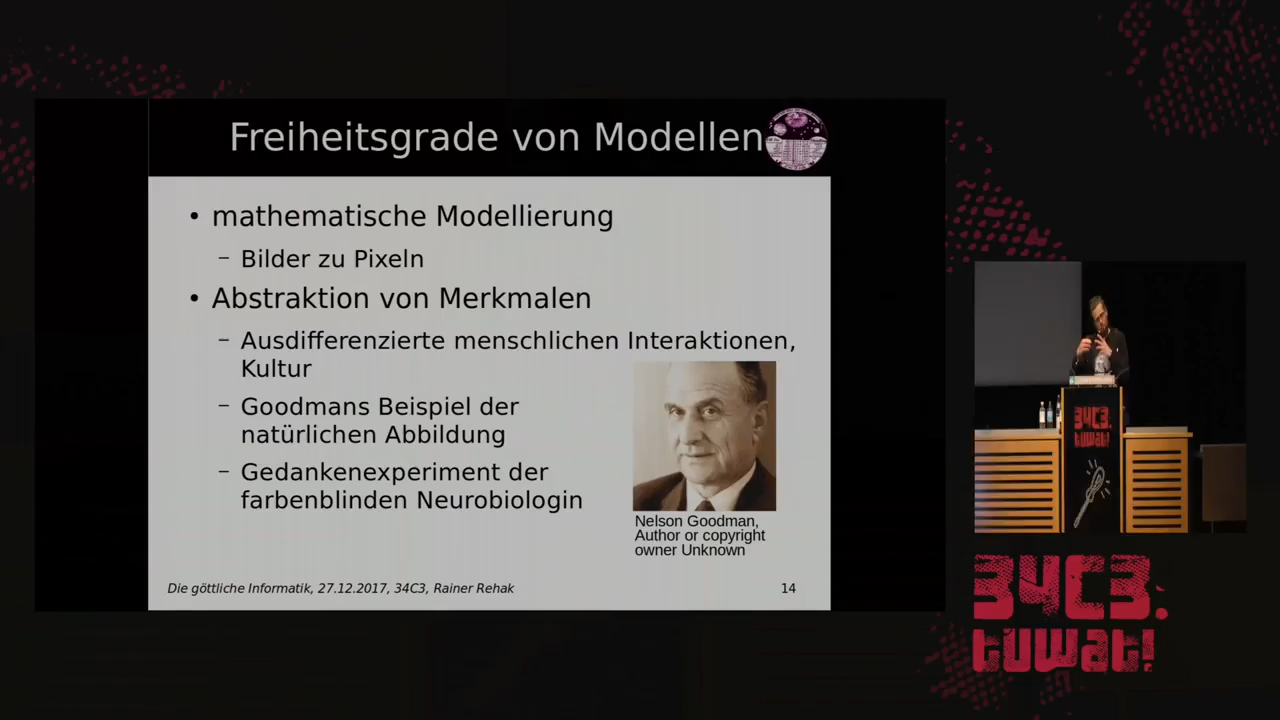 Freiheitsgrade von Modellen
• mathematische Modellierung
– Bilder zu Pixeln
• Abstraktion von Merkmalen
– Ausdifferenzierte menschlichen Interaktionen,
Kultur
– Goodmans Beispiel der
natürlichen Abbildung
– Gedankenexperiment der
farbenblinden Neurobiologin
Nelson Goodman,
Author or copyright
owner Unknown
Die göttliche Informatik, 27.12.2017, 34C3, Rainer Rehak
14
34C3.
tuwat!
34C3.
tuwat!